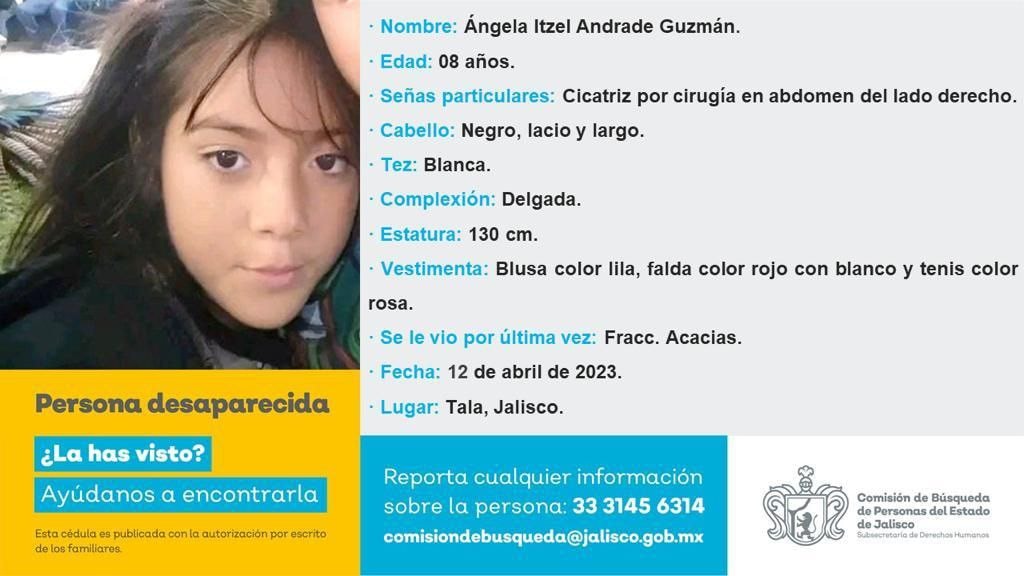 · Nombre: Ángela Itzel Andrade Guzmán.
· Edad: 08 años.
· Señas particulares: Cicatriz por cirugía en abdomen del lado derecho.
· Cabello: Negro, lacio y largo.
· Tez: Blanca.
· Complexión: Delgada.
· Estatura: 130 cm.
· Vestimenta: Blusa color lila, falda color rojo con blanco y tenis color
rosa.
· Se le vio por última vez: Fracc. Acacias.
· Fecha: 12 de abril de 2023.
· Lugar: Tala, Jalisco.
Persona desaparecida
¿La has visto?
Ayúdanos a encontrarla
Esta cédula es publicada con la autorización por escrito
de los familiares.
Reporta cualquier información
sobre la persona: 33 3145 6314
comisiondebusqueda@jalisco.gob.mx
Comisión de Búsqueda
de Personas del Estado
de Jalisco
Subsecretaría de Derechos Humanos